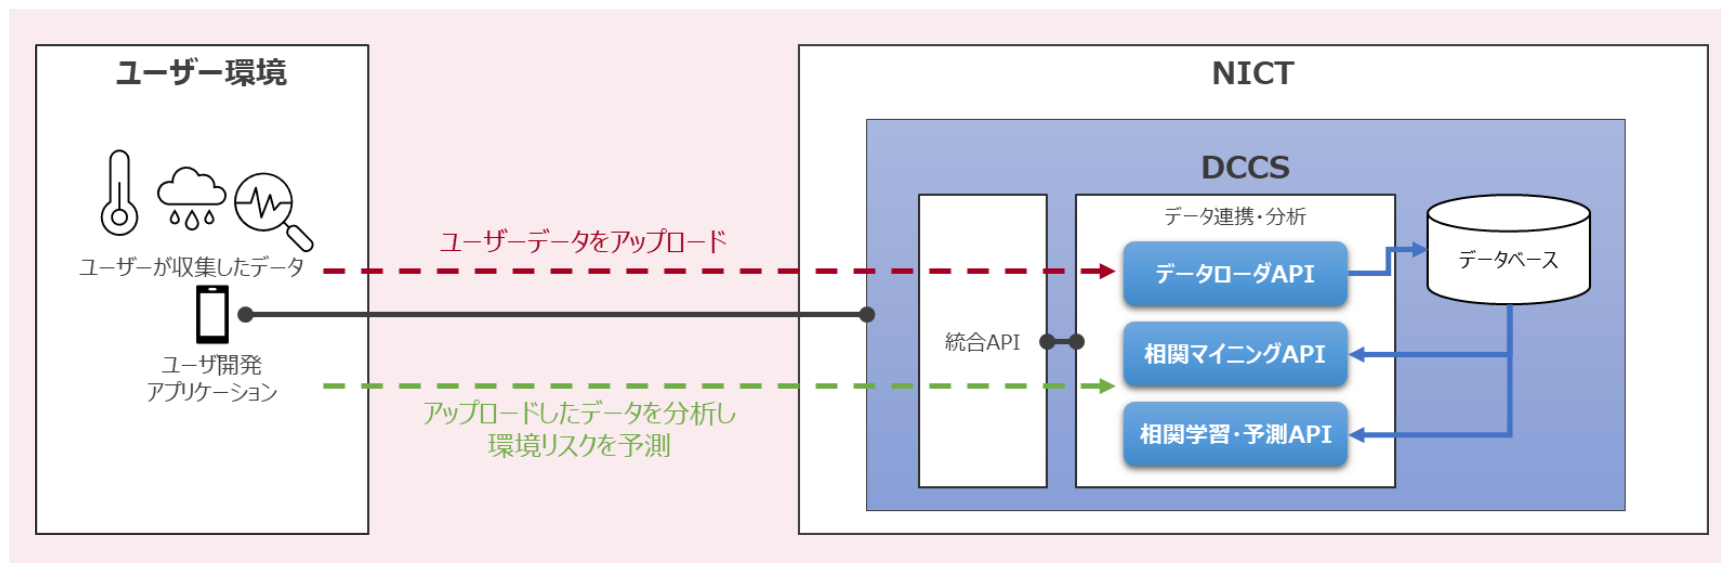 ユーザー環境
ユーザーが収集したデータ
ユーザ開発
アプリケーション
ユーザーデータをアップロード
アップロードしたデータを分析し
環境リスクを予測
NICT
DCCS
統合API
データ連携・分析
データローダAPI
相関マイニングAPI
相関学習・予測API
データベース